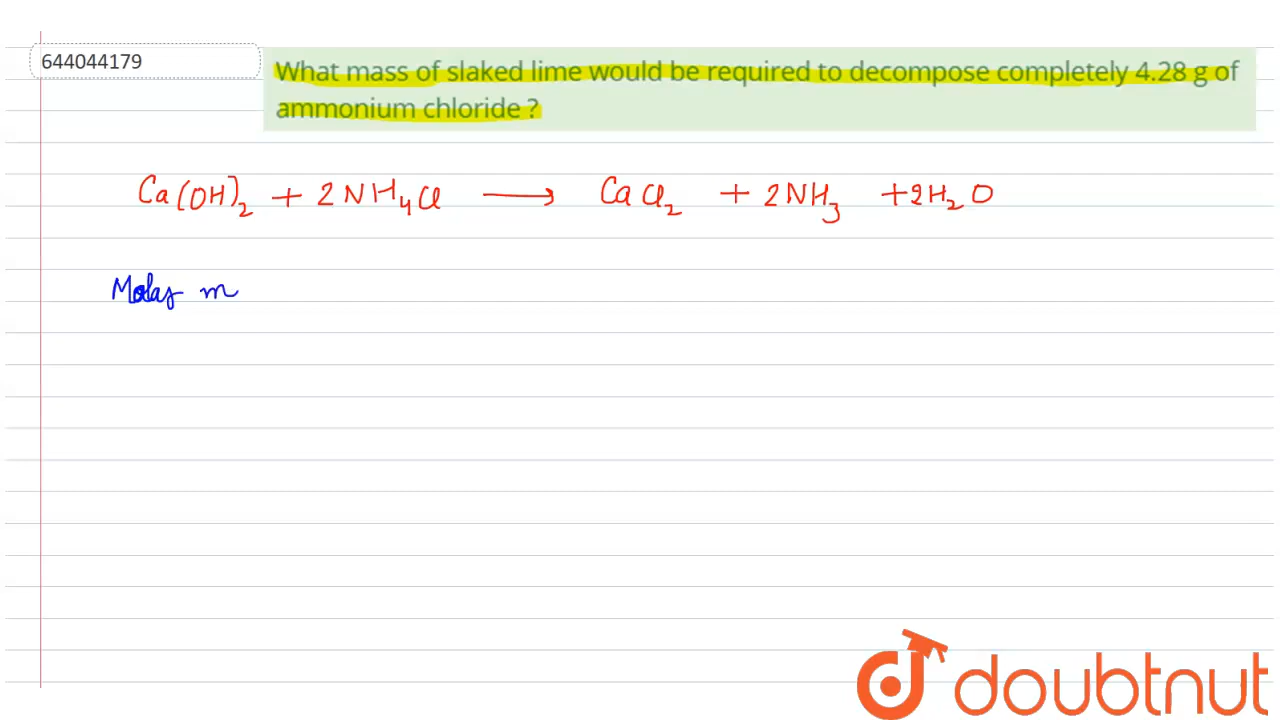 644044179
What mass of slaked lime would be required to decompose completely 4.28 g of
ammonium chloride ?
Ca(OH)₂ + 2NH₄Cl ⟶ CaCl₂ + 2NH₃ + 2H₂O
Molar m
doubtnut